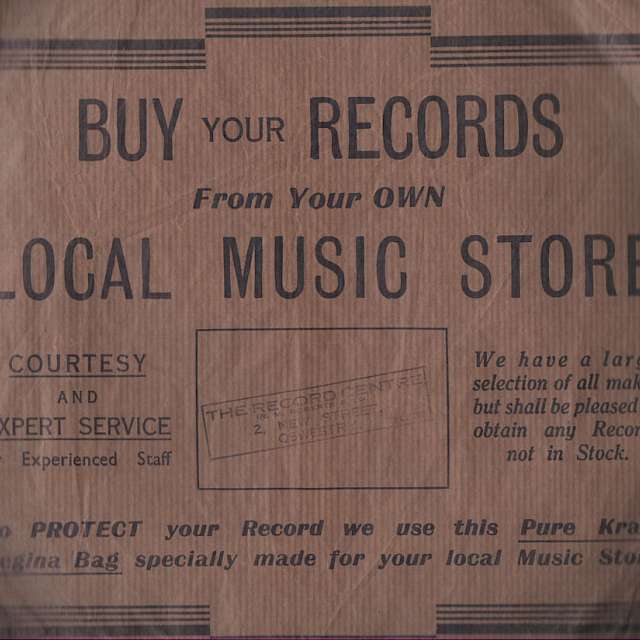 BUY YOUR RECORDS
From Your OWN
LOCAL MUSIC STORE
COURTESY
AND
EXPERT SERVICE
Experienced Staff
THE RECORD CENTRE
2, NEW STREET,
OSWESTRY
We have a larg
selection of all mak
but shall be pleased
obtain any Recor
not in Stock.
o PROTECT your Record we use this Pure Kra
egina Bag specially made for your local Music Sto